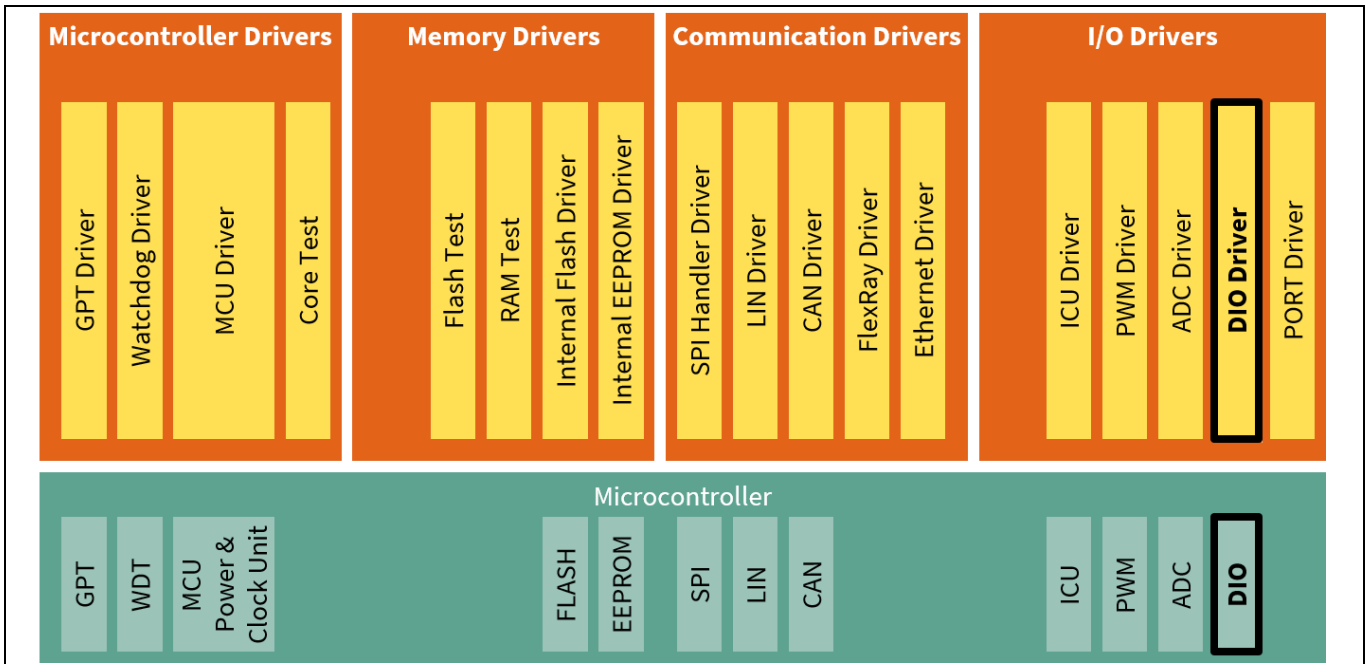 Microcontroller Drivers
Memory Drivers
Communication Drivers
I/O Drivers
GPT Driver
Watchdog Driver
MCU Driver
Core Test
Flash Test
RAM Test
Internal Flash Driver
Internal EEPROM Driver
SPI Handler Driver
LIN Driver
CAN Driver
FlexRay Driver
Ethernet Driver
ICU Driver
PWM Driver
ADC Driver
DIO Driver
PORT Driver
Microcontroller
GPT
WDT
MCU
Power &
Clock Unit
FLASH
EEPROM
SPI
LIN
CAN
ICU
PWM
ADC
DIO